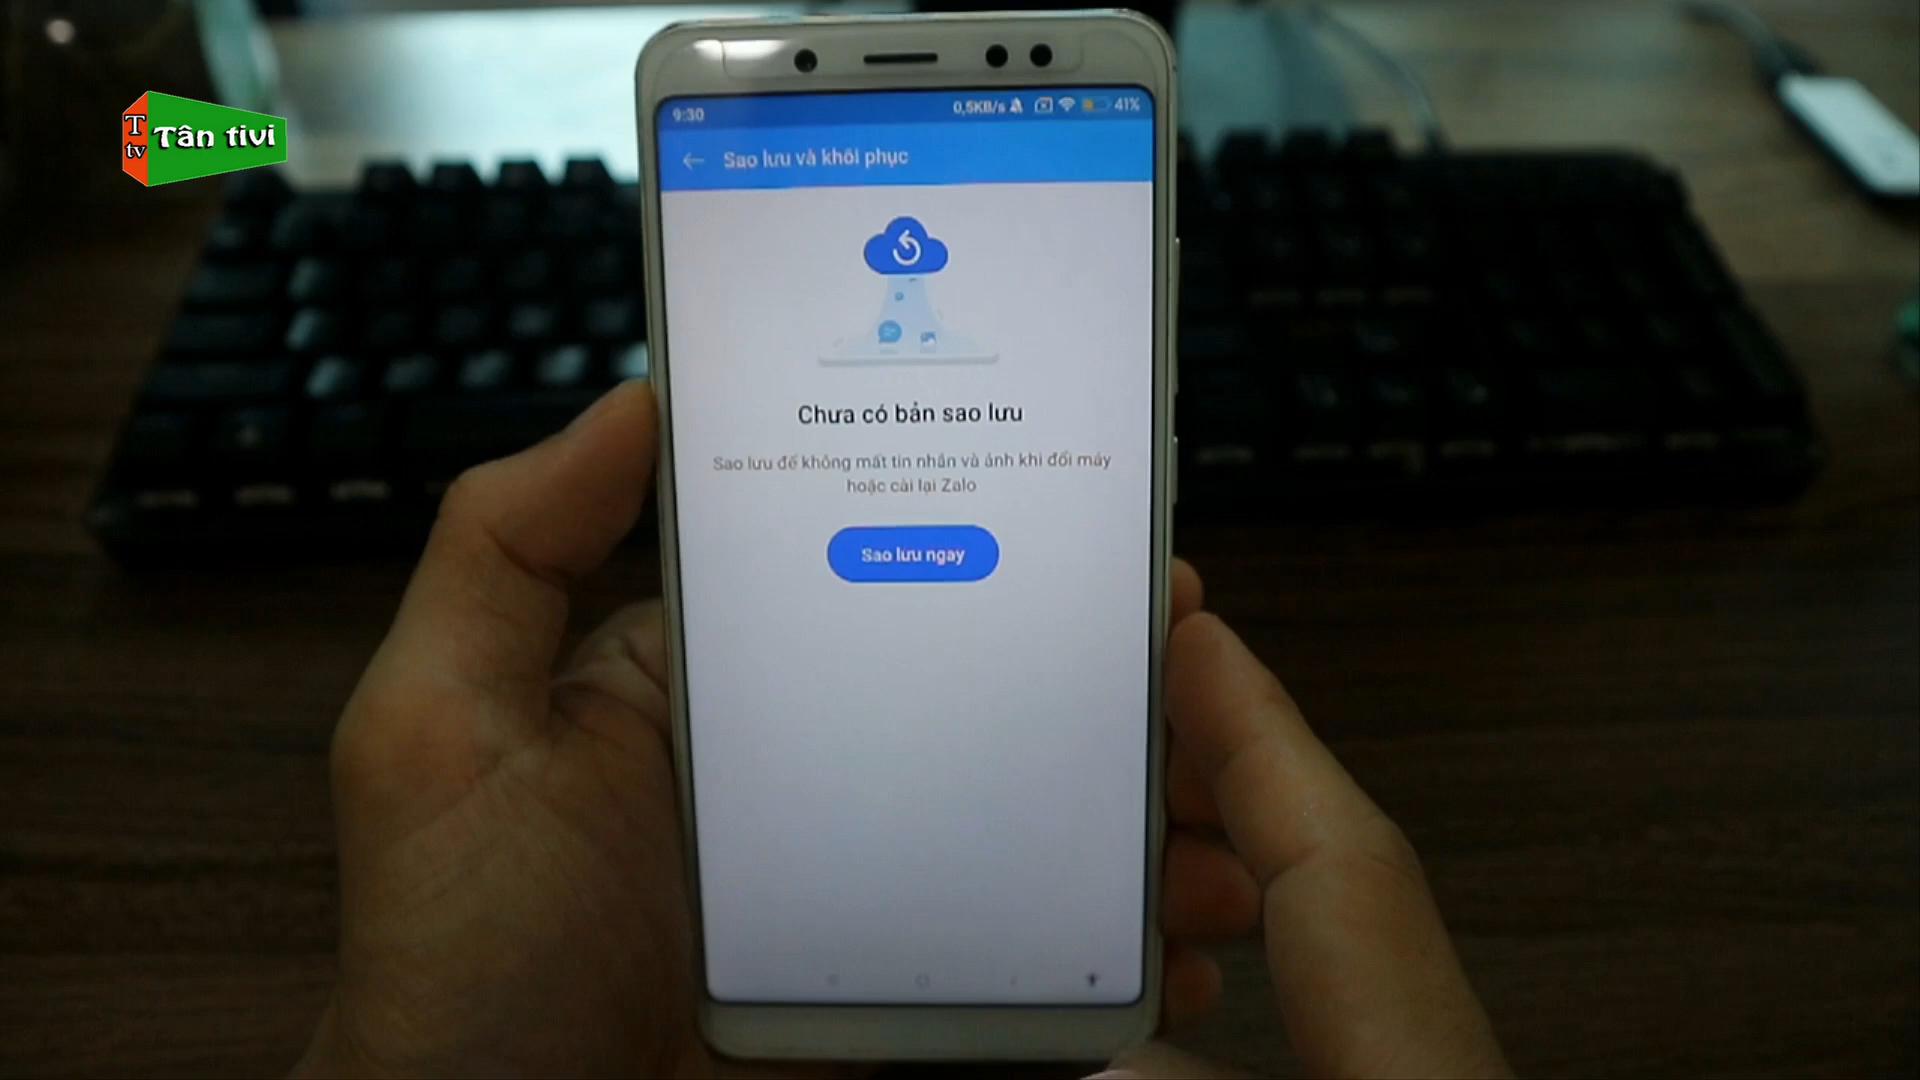 T
tv
Tân tivi
9:30
0,5KB/s
41%
Sao lưu và khôi phục
Chưa có bản sao lưu
Sao lưu để không mất tin nhắn và ảnh khi đổi máy
hoặc cài lại Zalo
Sao lưu ngay